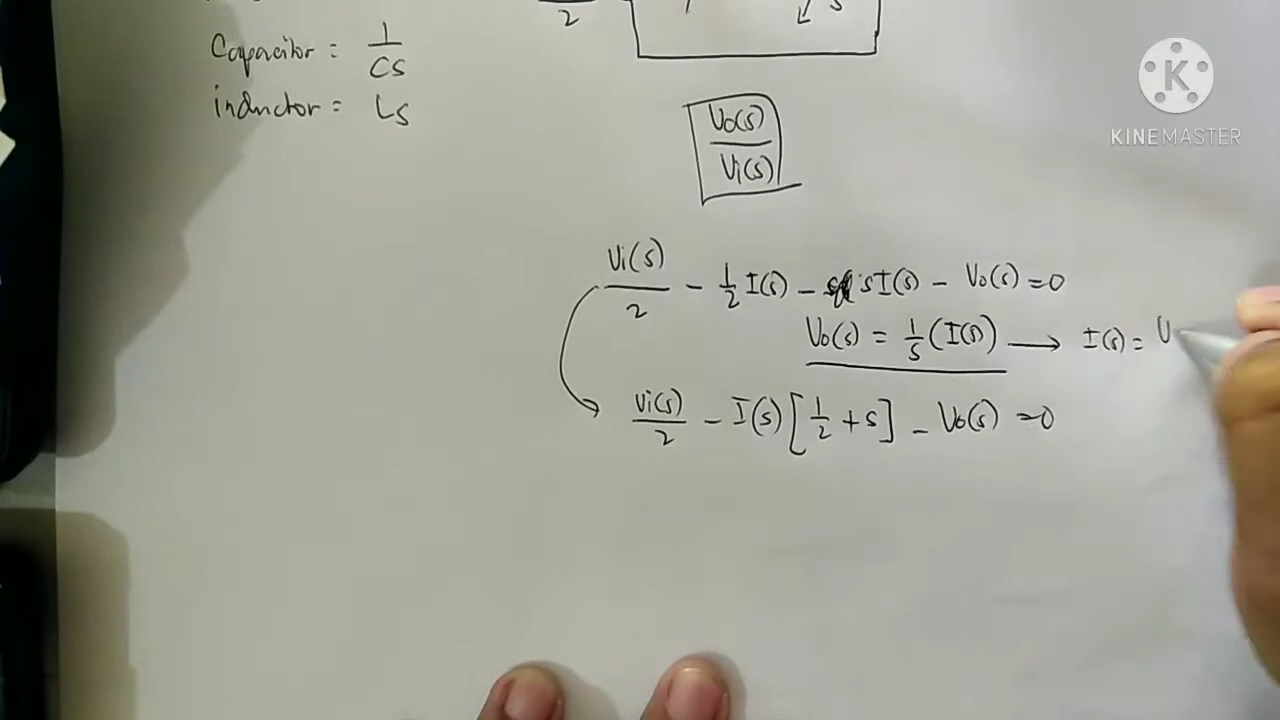 2
s
Capacitor = 1/Cs
inductor = Ls
K
KINEMASTER
Vo(s)/Vi(s)
Vi(s)/2 - 1/2 I(s) - sI(s) - Vo(s) = 0
Vo(s) = 1/s (I(s)) → I(s) = V
Vi(s)/2 - I(s) [1/2 + s] - Vo(s) = 0